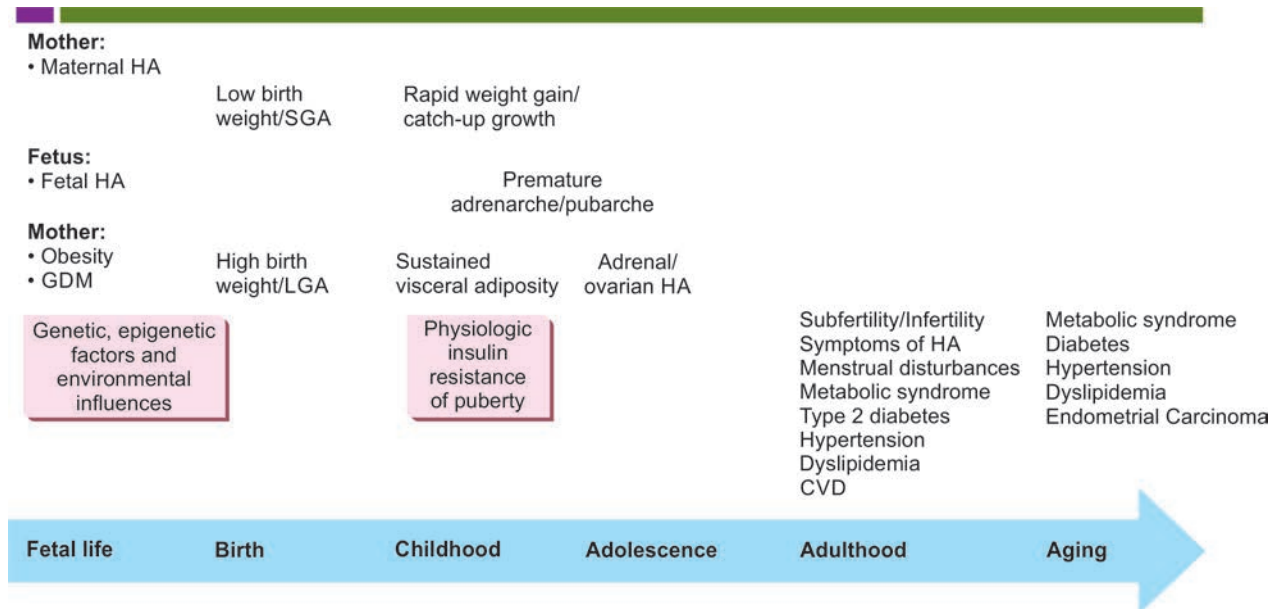 Mother:
• Maternal HA
Low birth
weight/SGA
Rapid weight gain/
catch-up growth
Fetus:
• Fetal HA
Premature
adrenarche/pubarche
Mother:
• Obesity
• GDM
High birth
weight/LGA
Sustained
visceral adiposity
Adrenal/
ovarian HA
Genetic, epigenetic
factors and
environmental
influences
Physiologic
insulin
resistance
of puberty
Subfertility/Infertility
Symptoms of HA
Menstrual disturbances
Metabolic syndrome
Type 2 diabetes
Hypertension
Dyslipidemia
CVD
Metabolic syndrome
Diabetes
Hypertension
Dyslipidemia
Endometrial Carcinoma
Fetal life
Birth
Childhood
Adolescence
Adulthood
Aging